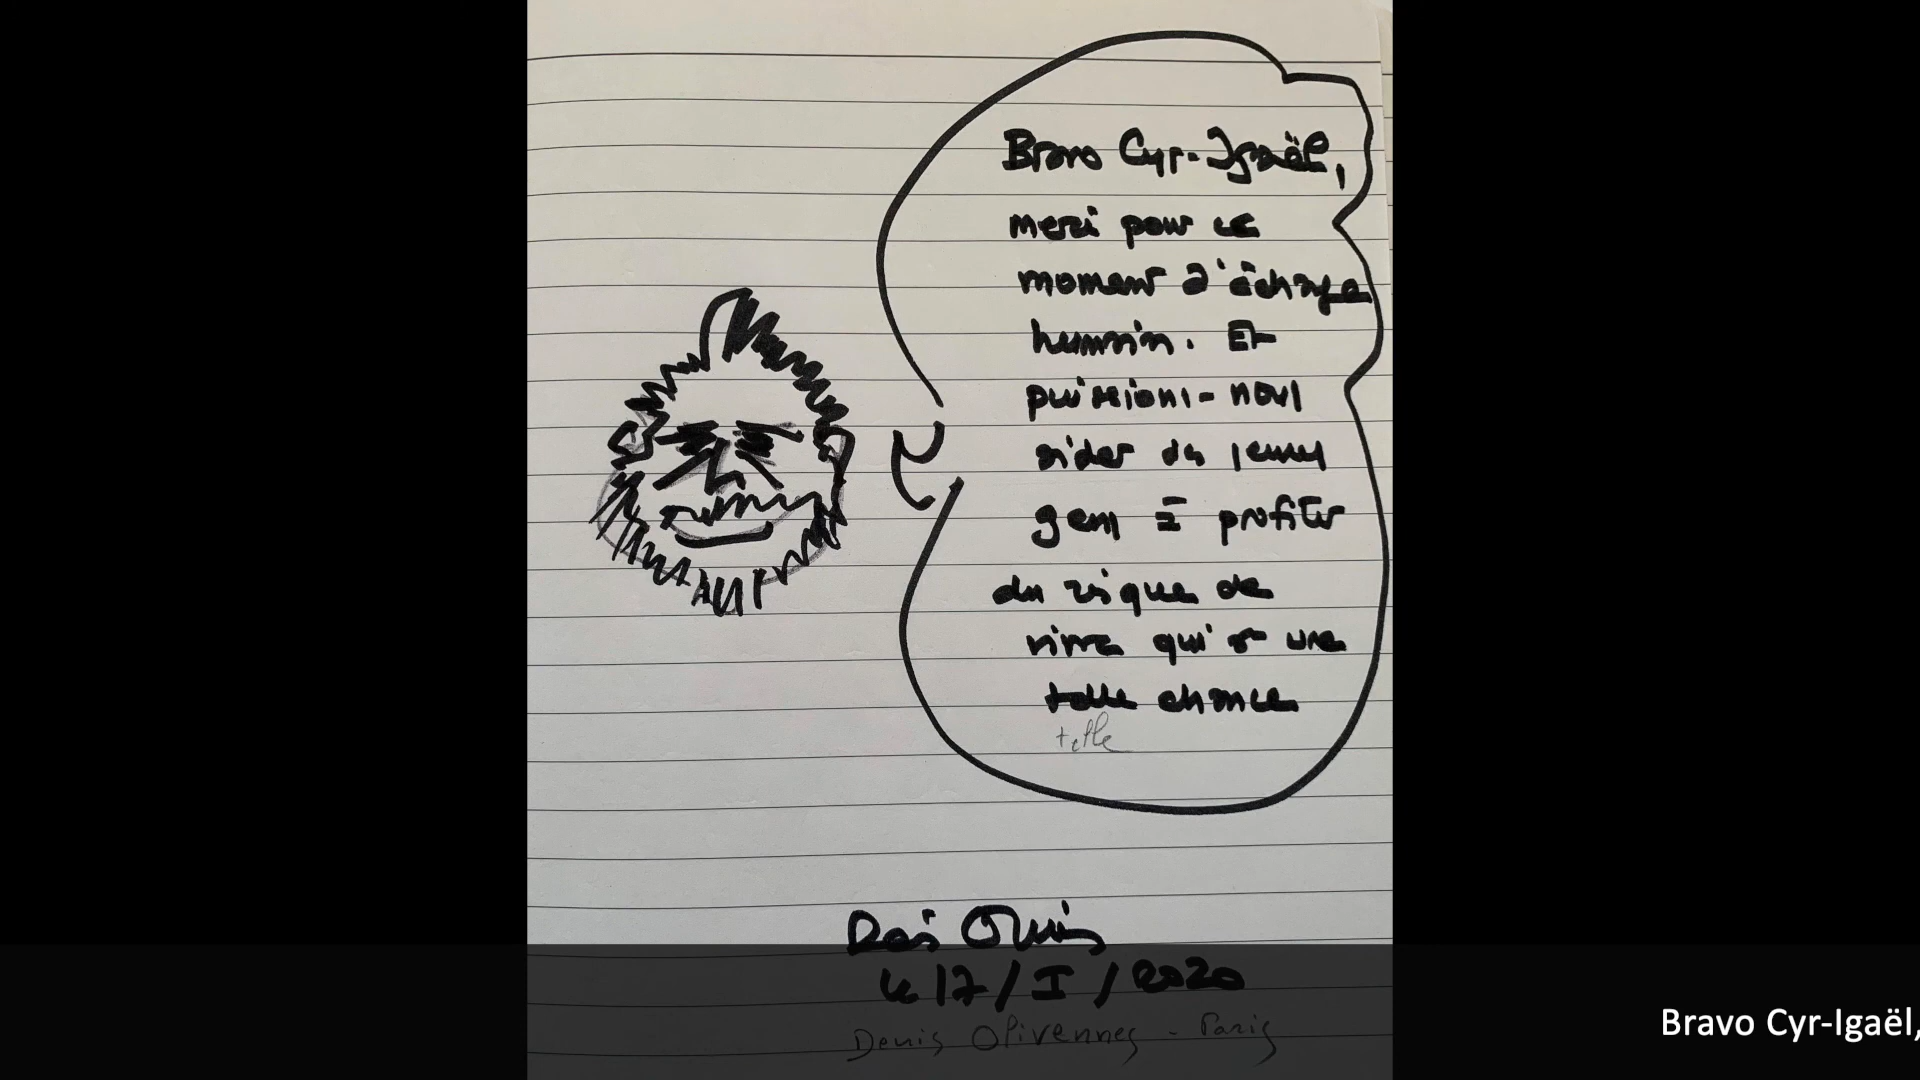 Bravo Cyr-Igaël,
merci pour ce
moment d'échange
humain. Et
puissions-nous
aider des jeunes
gens à profiter
du risque de
vivre qui est une
telle chance
telle
le 17/I/2020
Denis Olivennes - Paris
Bravo Cyr-Igaël,